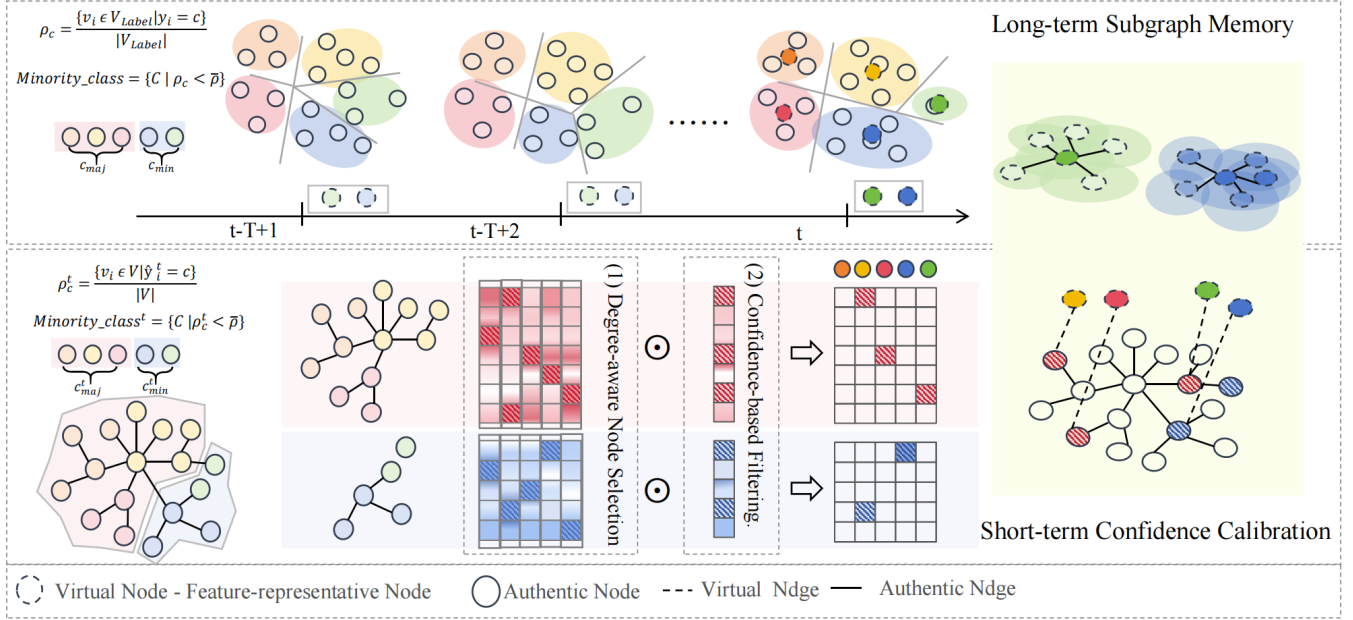 ρ_c = {v_i ϵ V_Label|y_i = c} / |V_Label|
Minority_class = {C | ρ_c < ρ̅}
c_maj c_min
Long-term Subgraph Memory
......
t-T+1 t-T+2 t
ρ_c^t = {v_i ϵ V|ŷ_i^t = c} / |V|
Minority_class^t = {C |ρ_c^t < ρ̅}
c_maj^t c_min^t
(1) Degree-aware Node Selection
(2) Confidence-based Filtering.
Short-term Confidence Calibration
Virtual Node - Feature-representative Node Authentic Node Virtual Ndge Authentic Ndge